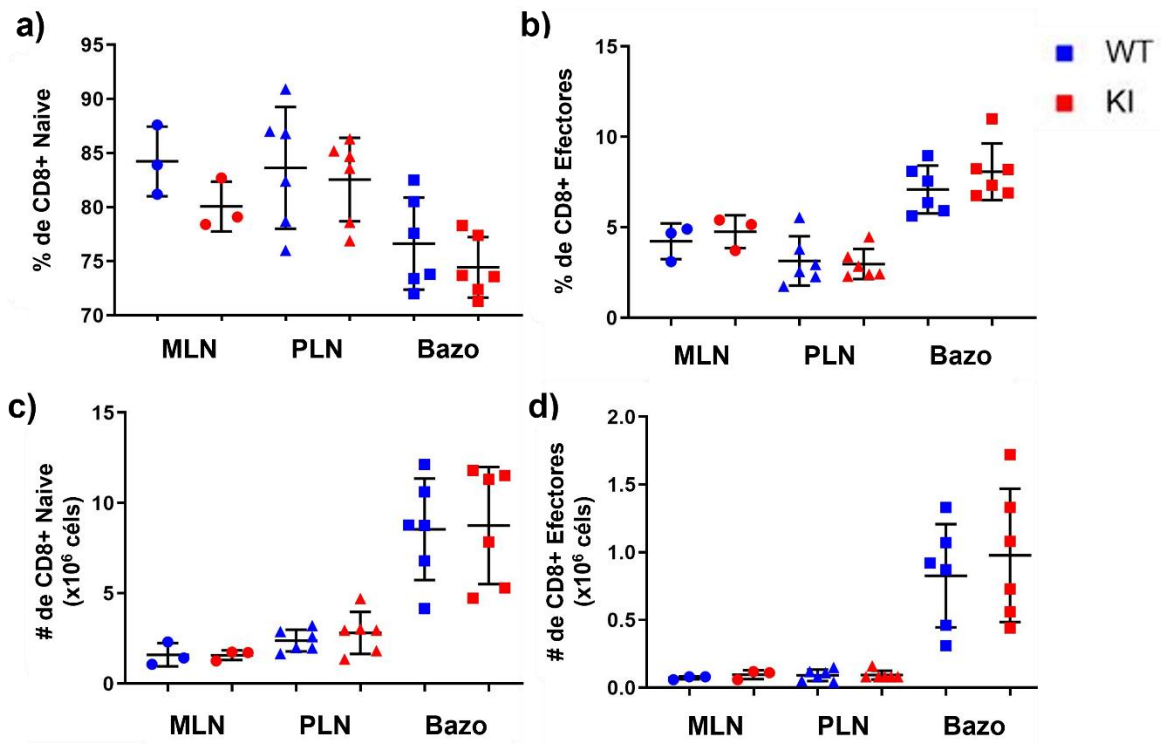 a)
% de CD8+ Naive
95
90
85
80
75
70
MLN PLN Bazo
b)
% de CD8+ Efectores
15
10
5
0
MLN PLN Bazo
WT
KI
c)
# de CD8+ Naive
(x10⁶ céls)
15
10
5
0
MLN PLN Bazo
d)
# de CD8+ Efectores
(x10⁶ céls)
2.0
1.5
1.0
0.5
0.0
MLN PLN Bazo